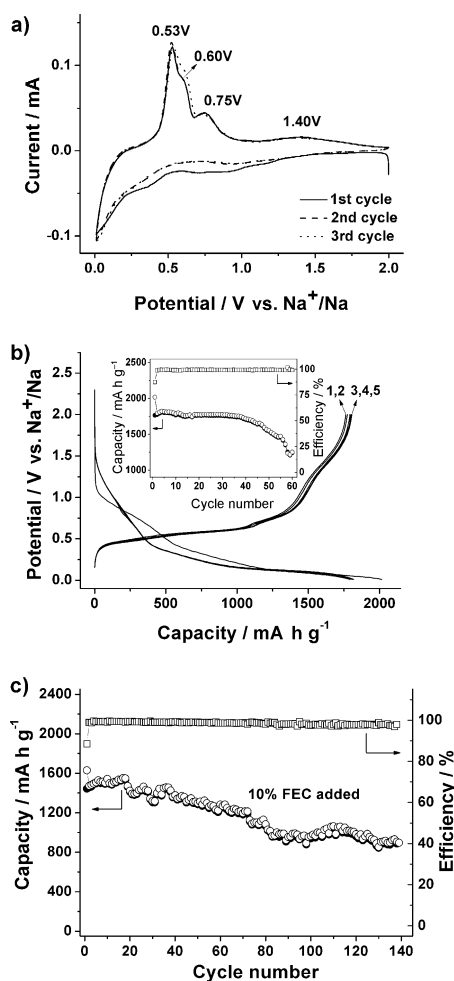 a)
0.53V
0.60V
0.75V
1.40V
0.1
0.0
-0.1
Current / mA
1st cycle
2nd cycle
3rd cycle
0.0 0.5 1.0 1.5 2.0
Potential / V vs. Na+/Na
b)
2.5
2.0
1.5
1.0
0.5
0.0
Potential / V vs. Na+/Na
2500
2250
2000
1750
1500
1250
1000
Capacity / mA h g-1
100
75
50
25
0
Efficiency / %
0 10 20 30 40 50 60
Cycle number
1,2 3,4,5
0 500 1000 1500 2000
Capacity / mA h g-1
c)
2400
2000
1600
1200
800
400
0
Capacity / mA h g-1
10% FEC added
100
80
60
40
20
0
Efficiency / %
0 20 40 60 80 100 120 140
Cycle number